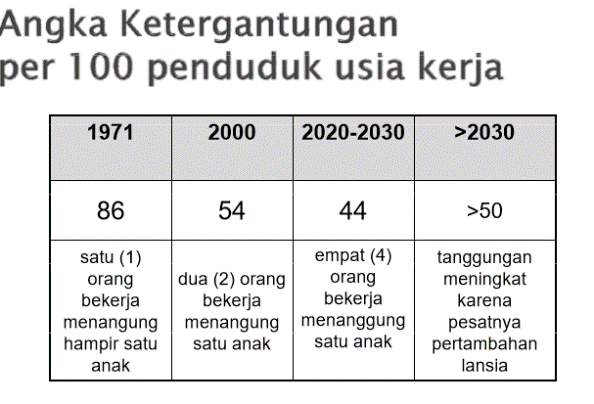 Angka Ketergantungan
per 100 penduduk usia kerja
1971 2000 2020-2030 >2030
86 54 44 >50
satu (1)
orang
bekerja
menangung
hampir satu
anak
dua (2) orang
bekerja
menangung
satu anak
empat (4)
orang
bekerja
menanggung
satu anak
tanggungan
meningkat
karena
pesatnya
pertambahan
lansia